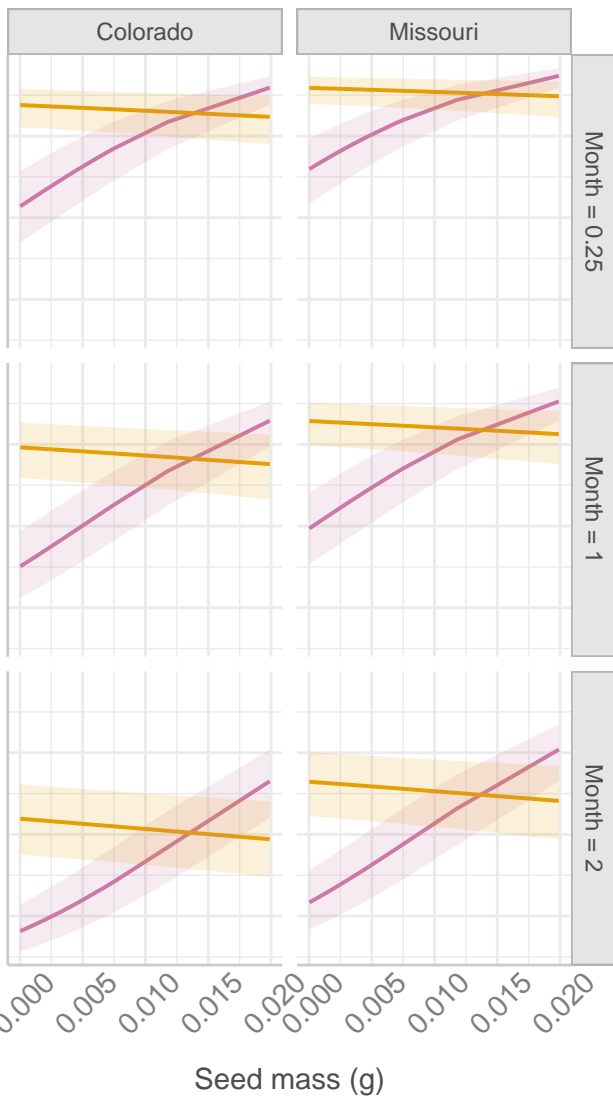 Colorado
Missouri
Month = 0.25
Month = 1
Month = 2
0.000 0.005 0.010 0.015 0.020 0.000 0.005 0.010 0.015 0.020
Seed mass (g)